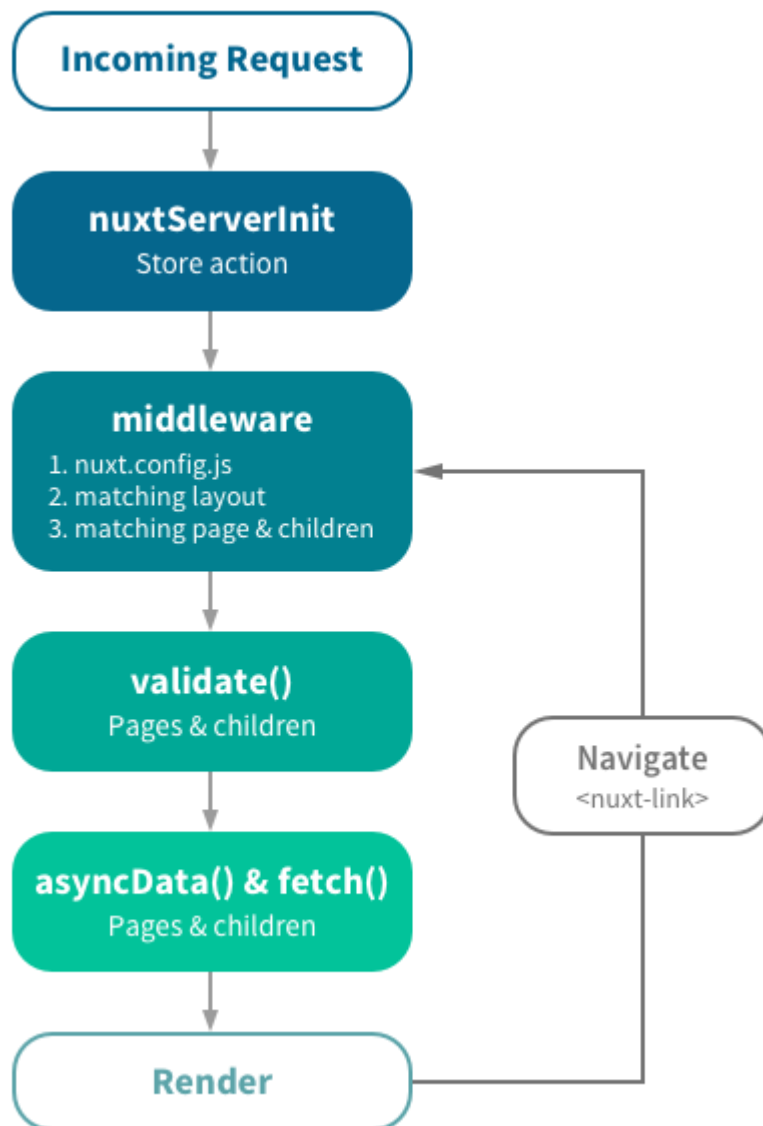 Incoming Request
nuxtServerInit
Store action
middleware
1. nuxt.config.js
2. matching layout
3. matching page & children
validate()
Pages & children
Navigate
<nuxt-link>
asyncData() & fetch()
Pages & children
Render